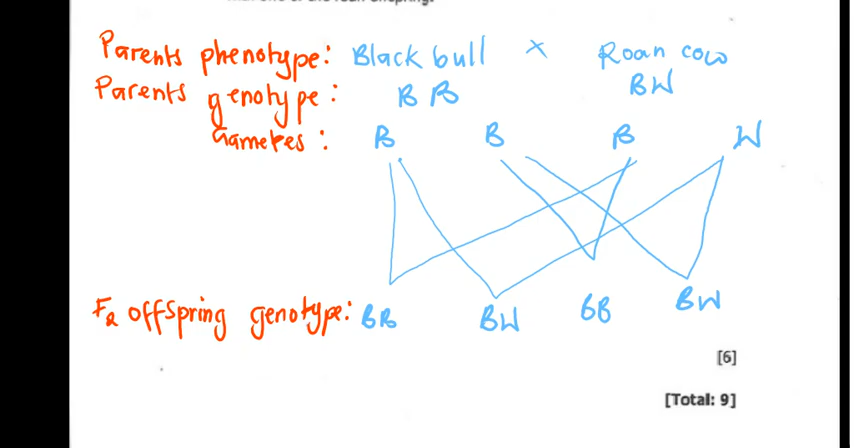 Parents phenotype: Black bull × Roan cow
Parents genotype: BB BW
Gametes: B B B W
F2 offspring genotype: BB BW BB BW
[6]
[Total: 9]